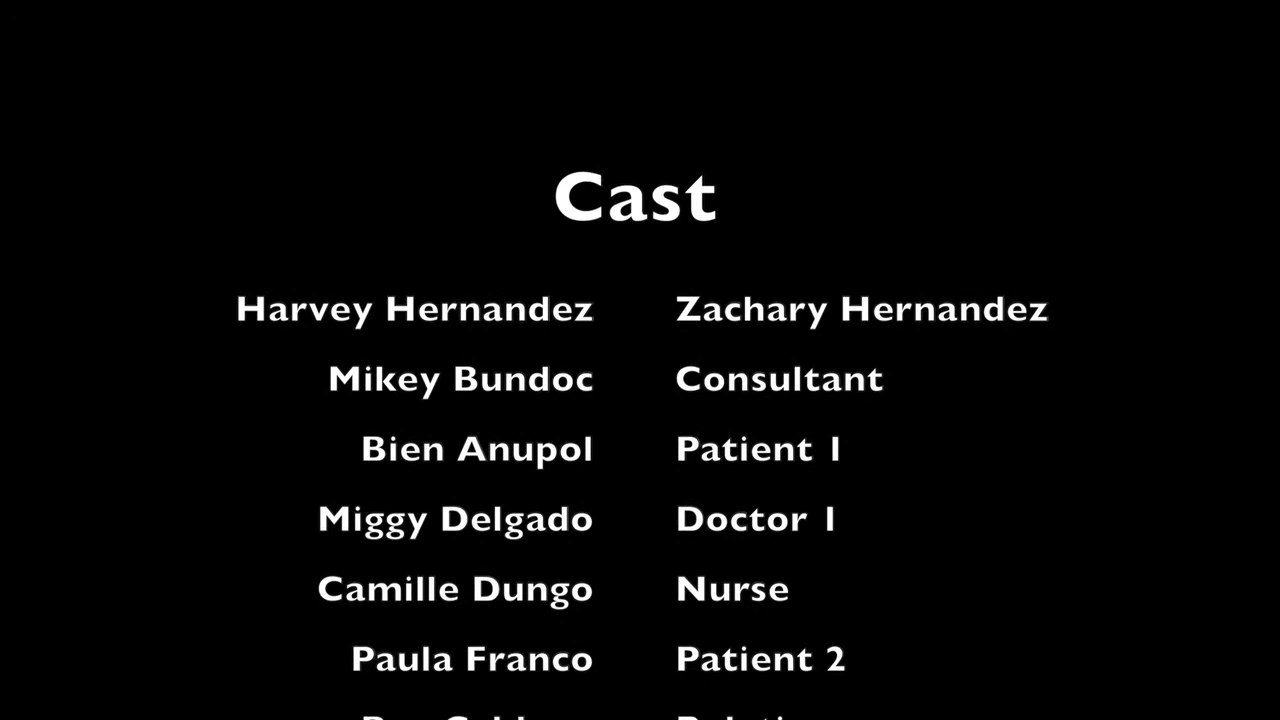 Cast
Harvey Hernandez Zachary Hernandez
Mikey Bundoc Consultant
Bien Anupol Patient 1
Miggy Delgado Doctor 1
Camille Dungo Nurse
Paula Franco Patient 2